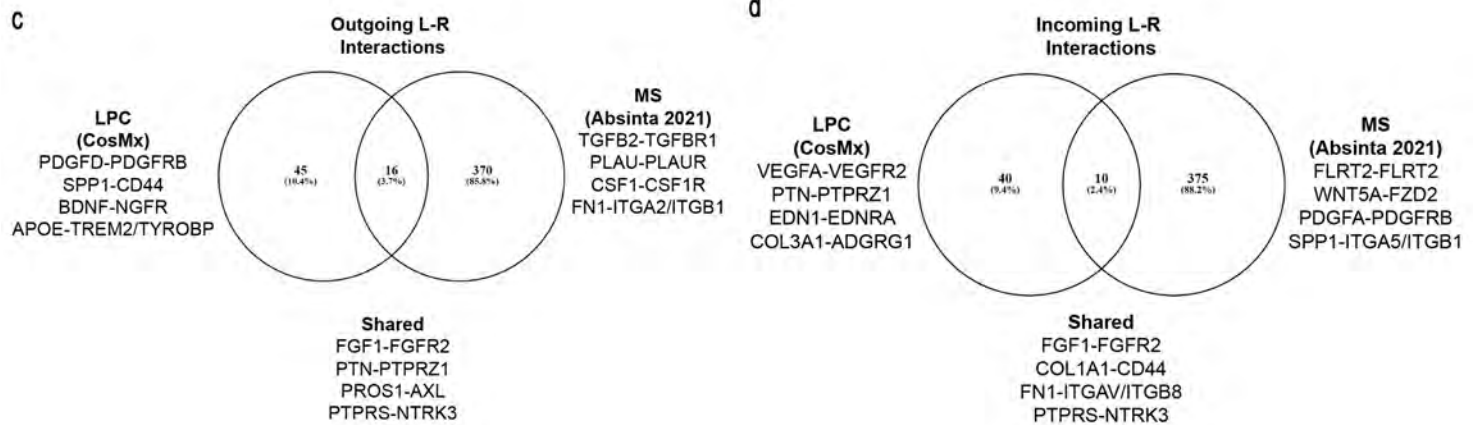 c
Outgoing L-R
Interactions
LPC
(CosMx)
PDGFD-PDGFRB
SPP1-CD44
BDNF-NGFR
APOE-TREM2/TYROBP
45
(10.4%)
16
(3.7%)
370
(85.8%)
MS
(Absinta 2021)
TGFB2-TGFBR1
PLAU-PLAUR
CSF1-CSF1R
FN1-ITGA2/ITGB1
Shared
FGF1-FGFR2
PTN-PTPRZ1
PROS1-AXL
PTPRS-NTRK3
d
Incoming L-R
Interactions
LPC
(CosMx)
VEGFA-VEGFR2
PTN-PTPRZ1
EDN1-EDNRA
COL3A1-ADGRG1
40
(9.4%)
10
(2.4%)
375
(88.2%)
MS
(Absinta 2021)
FLRT2-FLRT2
WNT5A-FZD2
PDGFA-PDGFRB
SPP1-ITGA5/ITGB1
Shared
FGF1-FGFR2
COL1A1-CD44
FN1-ITGAV/ITGB8
PTPRS-NTRK3